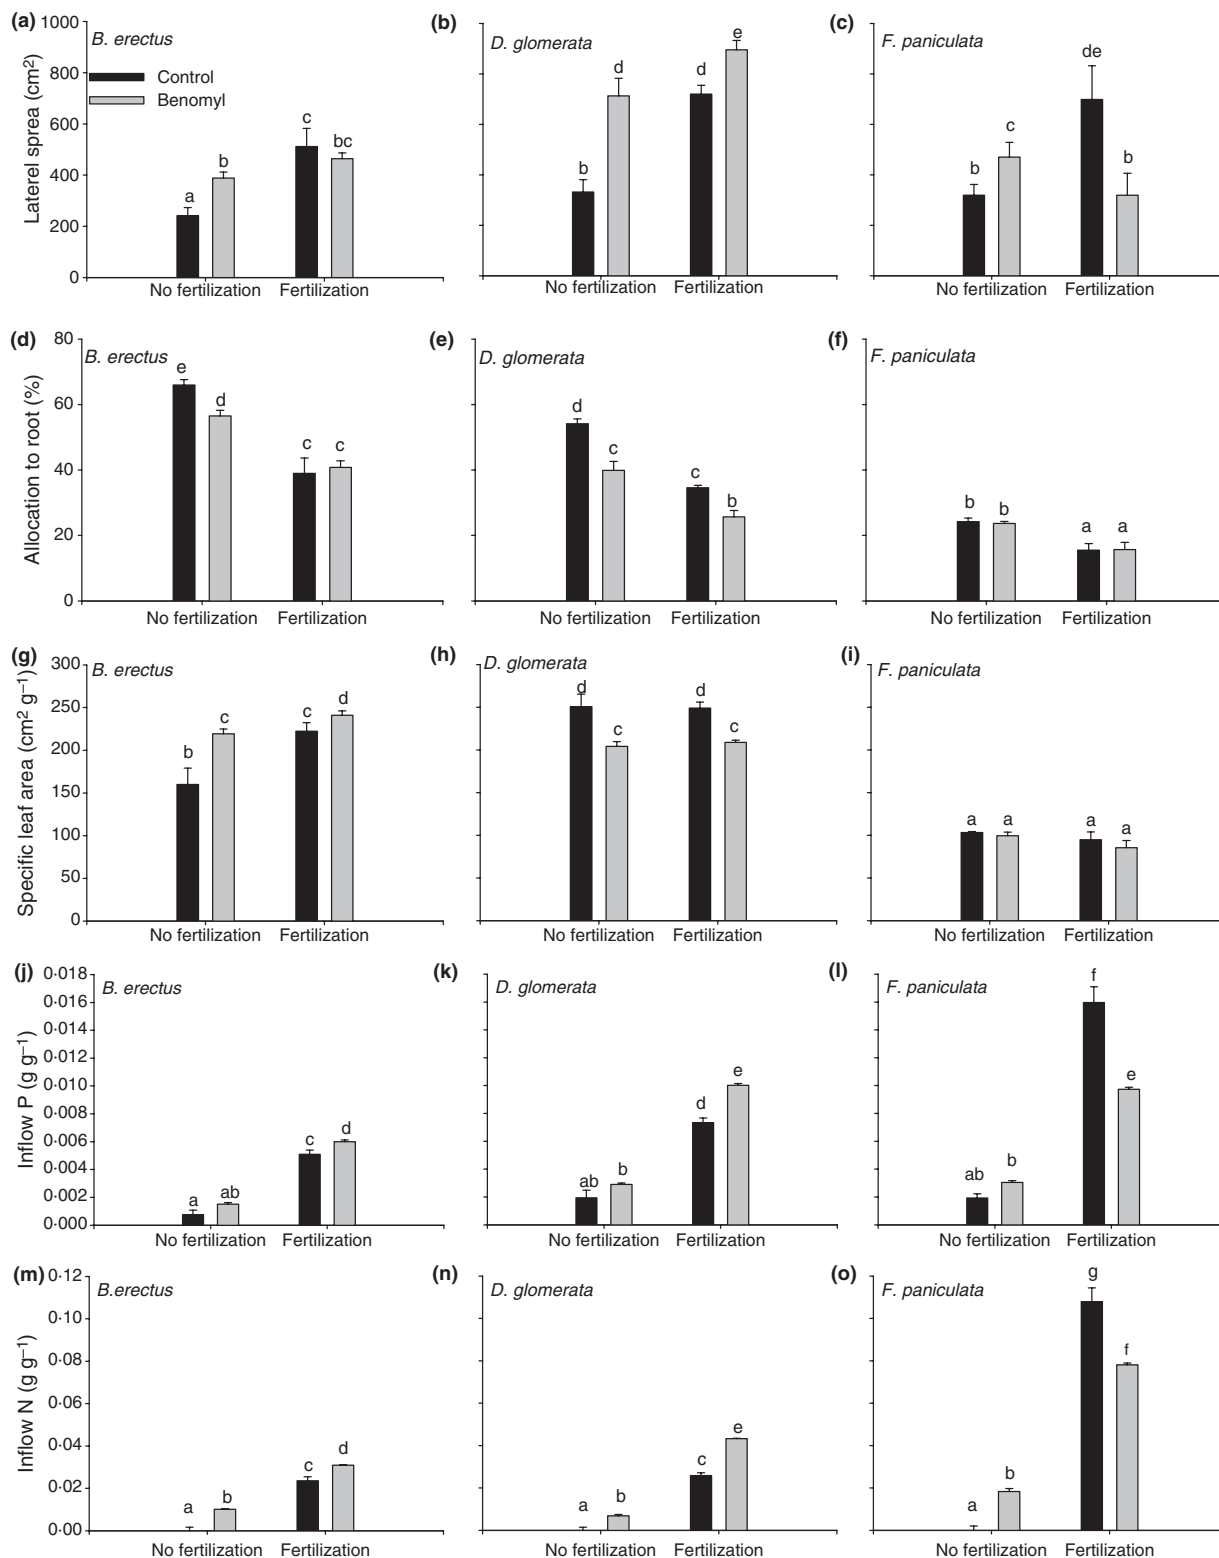 (a) (b) (c)
B. erectus D. glomerata F. paniculata
Control
Benomyl
Laterel sprea (cm2)
1000
800
600
400
200
0
a b c bc
b d d e
b c de b
No fertilization Fertilization No fertilization Fertilization No fertilization Fertilization
(d) (e) (f)
B. erectus D. glomerata F. paniculata
Allocation to root (%)
80
60
40
20
0
e d c c
d c c b
b b a a
No fertilization Fertilization No fertilization Fertilization No fertilization Fertilization
(g) (h) (i)
B. erectus D. glomerata F. paniculata
Specific leaf area (cm2 g–1)
300
250
200
150
100
50
0
b c c d
d c d c
a a a a
No fertilization Fertilization No fertilization Fertilization No fertilization Fertilization
(j) (k) (l)
B. erectus D. glomerata F. paniculata
Inflow P (g g–1)
0·018
0·016
0·014
0·012
0·010
0·008
0·006
0·004
0·002
0·000
a ab c d
ab b d e
ab b f e
No fertilization Fertilization No fertilization Fertilization No fertilization Fertilization
(m) (n) (o)
B.erectus D. glomerata F. paniculata
Inflow N (g g–1)
0·12
0·10
0·08
0·06
0·04
0·02
0·00
a b c d
a b c e
a b g f
No fertilization Fertilization No fertilization Fertilization No fertilization Fertilization